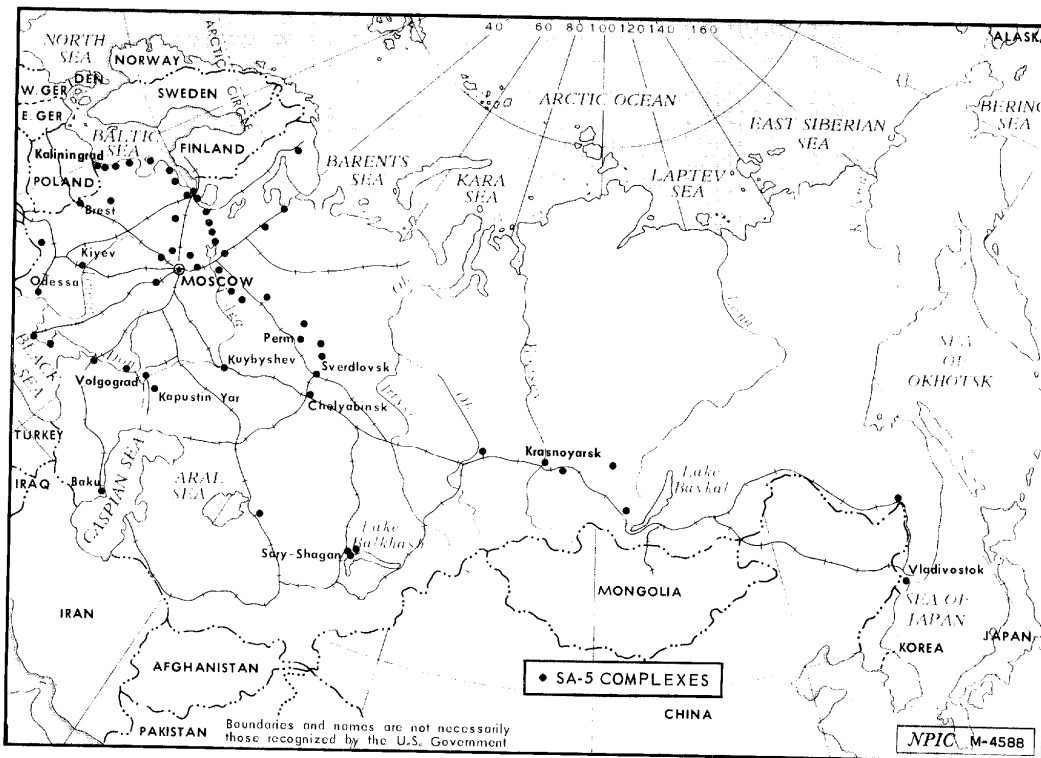 NORTH
SEA
NORWAY
ARCTIC
CIRCLE
40 60 80 100 120 140 160
ALASKA
DEN
W. GER
SWEDEN
E. GER
ARCTIC OCEAN
BERING
SEA
BALTIC
SEA
FINLAND
EAST SIBERIAN
SEA
Kaliningrad
BARENTS
SEA
KARA
SEA
LAPTEV
SEA
POLAND
Brest
Kiyev
MOSCOW
Odessa
Ob
Lena
Perm
BLACK
SEA
Don
Kuybyshev
Sverdlovsk
Volgograd
Kapustin Yar
Chelyabinsk
Ob
SEA
OF
OKHOTSK
TURKEY
Krasnoyarsk
IRAQ
Baku
CASPIAN SEA
ARAL
SEA
Lake
Baykal
Lake
Balkhash
Sary-Shagan
Vladivostok
MONGOLIA
SEA OF
JAPAN
IRAN
KOREA
JAPAN
AFGHANISTAN
• SA-5 COMPLEXES
CHINA
PAKISTAN
Boundaries and names are not necessarily
those recognized by the U.S. Government
NPIC M-4588